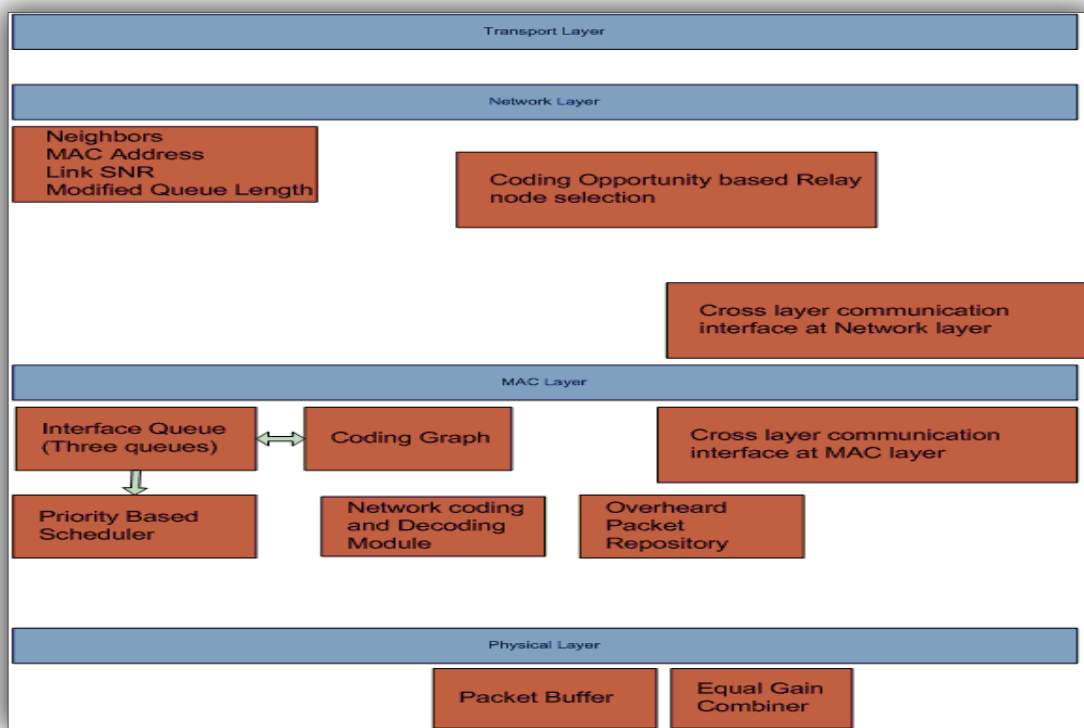 Transport Layer
Network Layer
Neighbors
MAC Address
Link SNR
Modified Queue Length
Coding Opportunity based Relay
node selection
Cross layer communication
interface at Network layer
MAC Layer
Interface Queue
(Three queues)
Coding Graph
Cross layer communication
interface at MAC layer
Priority Based
Scheduler
Network coding
and Decoding
Module
Overheard
Packet
Repository
Physical Layer
Packet Buffer
Equal Gain
Combiner